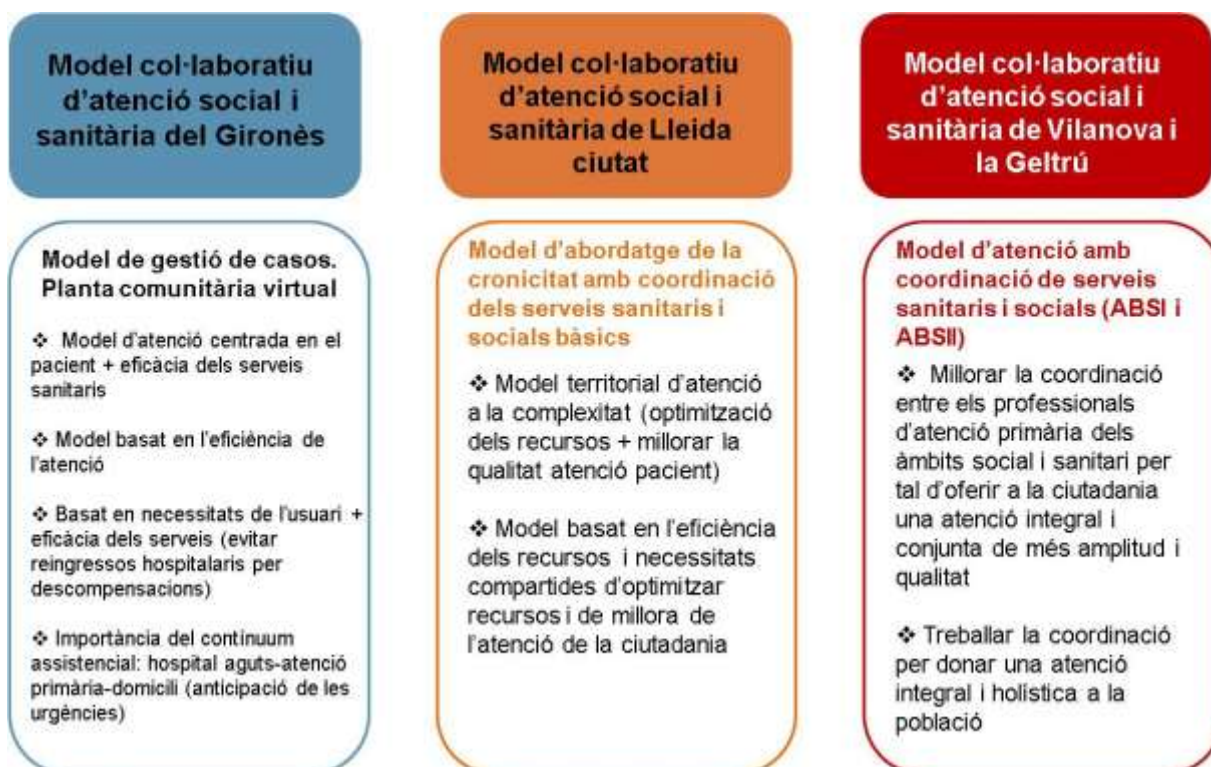 Model col·laboratiu
d'atenció social i
sanitària del Gironès
Model de gestió de casos.
Planta comunitària virtual
❖ Model d'atenció centrada en el
pacient + eficàcia dels serveis
sanitaris
❖ Model basat en l'eficiència de
l'atenció
❖ Basat en necessitats de l'usuari +
eficàcia dels serveis (evitar
reingressos hospitalaris per
descompensacions)
❖ Importància del continuum
assistencial: hospital aguts-atenció
primària-domicili (anticipació de les
urgències)
Model col·laboratiu
d'atenció social i
sanitària de Lleida
ciutat
Model d'abordatge de la
cronicitat amb coordinació
dels serveis sanitaris i
socials bàsics
❖ Model territorial d'atenció
a la complexitat (optimització
dels recursos + millorar la
qualitat atenció pacient)
❖ Model basat en l'eficiència
dels recursos i necessitats
compartides d'optimitzar
recursos i de millora de
l'atenció de la ciutadania
Model col·laboratiu
d'atenció social i
sanitària de Vilanova i
la Geltrú
Model d'atenció amb
coordinació de serveis
sanitaris i socials (ABSI i
ABSII)
❖ Millorar la coordinació
entre els professionals
d'atenció primària dels
àmbits social i sanitari per
tal d'oferir a la ciutadania
una atenció integral i
conjunta de més amplitud i
qualitat
❖ Treballar la coordinació
per donar una atenció
integral i holística a la
població